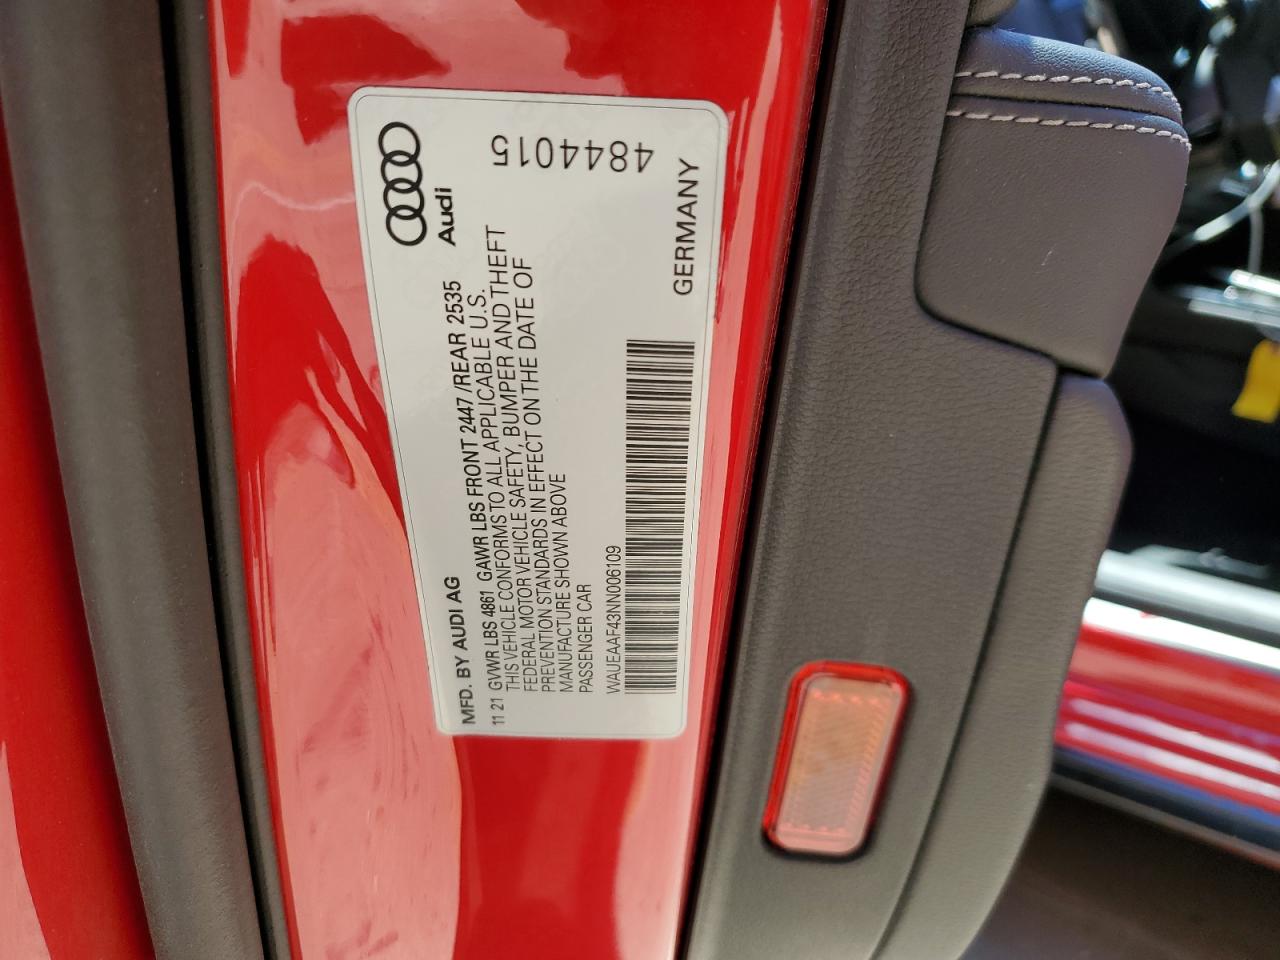 Audi
MFD. BY AUDI AG
11 21 GVWR LBS 4861 GAWR LBS FRONT 2447 /REAR 2535
THIS VEHICLE CONFORMS TO ALL APPLICABLE U.S.
FEDERAL MOTOR VEHICLE SAFETY, BUMPER AND THEFT
PREVENTION STANDARDS IN EFFECT ON THE DATE OF
MANUFACTURE SHOWN ABOVE
PASSENGER CAR
WAUEAAF43NN006109
GERMANY
4844015